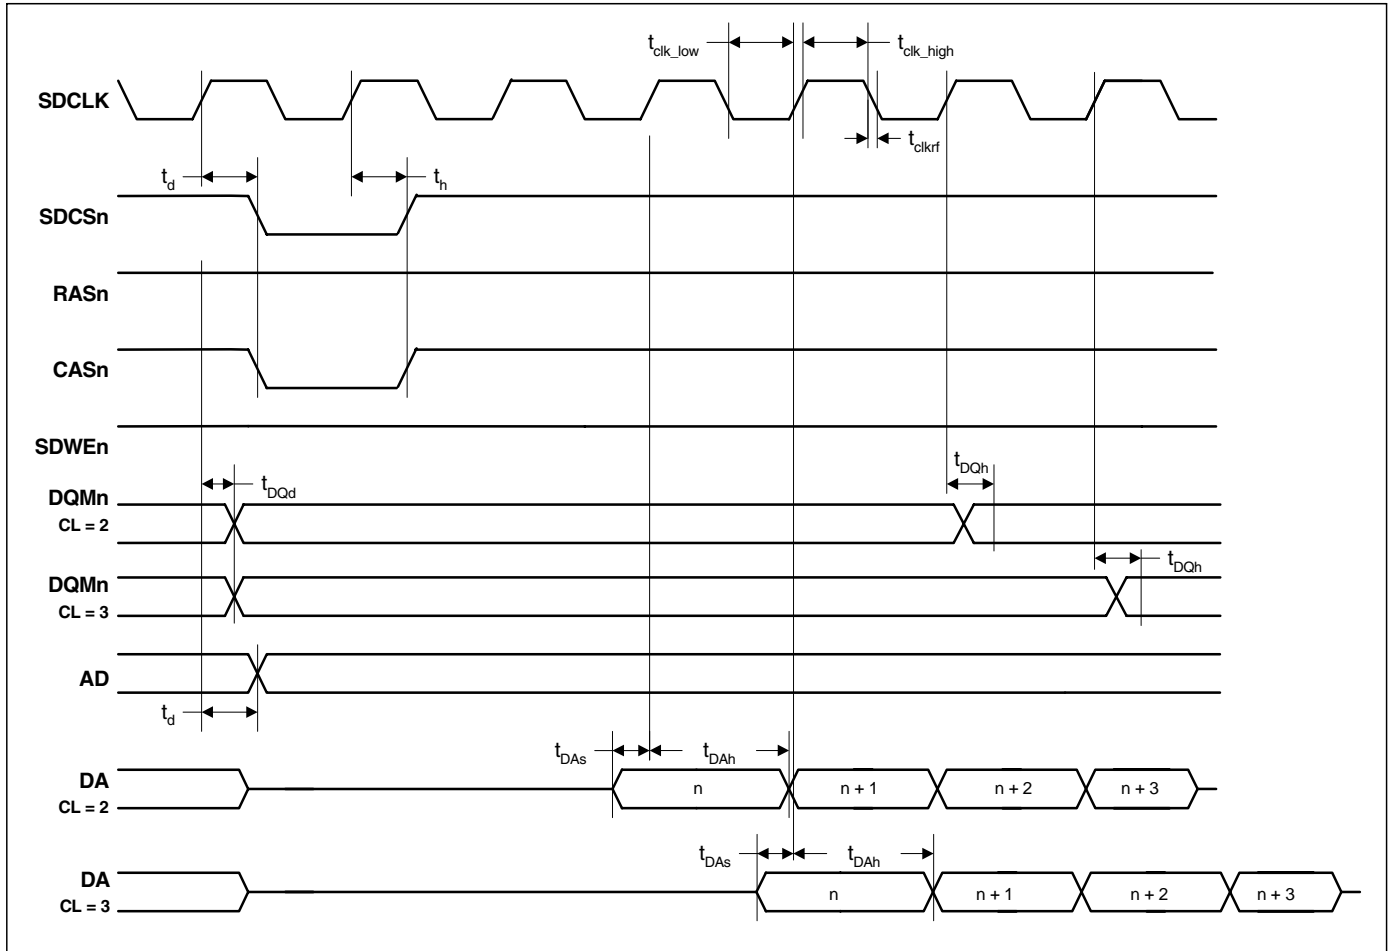 t_clk_low
t_clk_high
SDCLK
t_clkrf
t_d
t_h
SDCSn
RASn
CASn
SDWEn
t_DQh
t_DQd
DQMn
CL = 2
t_DQh
DQMn
CL = 3
AD
t_d
t_DAs
t_DAh
DA
CL = 2
n
n + 1
n + 2
n + 3
t_DAs
t_DAh
DA
CL = 3
n
n + 1
n + 2
n + 3